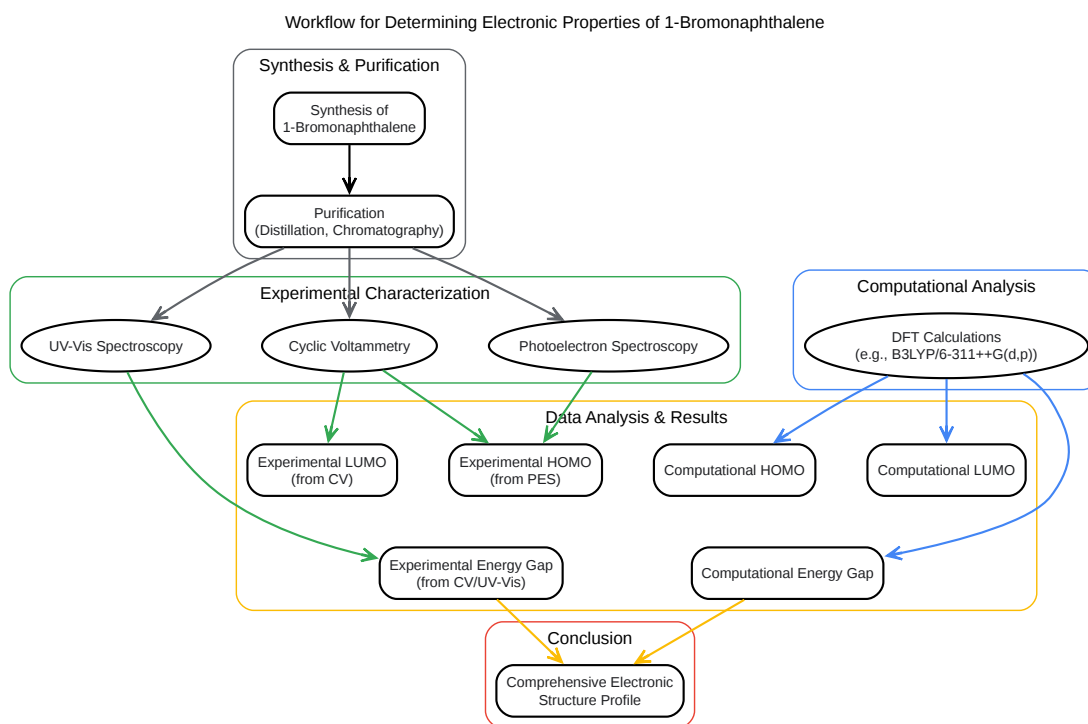 Workflow for Determining Electronic Properties of 1-Bromonaphthalene
Synthesis & Purification
Synthesis of
1-Bromonaphthalene
Purification
(Distillation, Chromatography)
Experimental Characterization
UV-Vis Spectroscopy
Cyclic Voltammetry
Photoelectron Spectroscopy
Computational Analysis
DFT Calculations
(e.g., B3LYP/6-311++G(d,p))
Data Analysis & Results
Experimental LUMO
(from CV)
Experimental HOMO
(from PES)
Computational HOMO
Computational LUMO
Experimental Energy Gap
(from CV/UV-Vis)
Computational Energy Gap
Conclusion
Comprehensive Electronic
Structure Profile